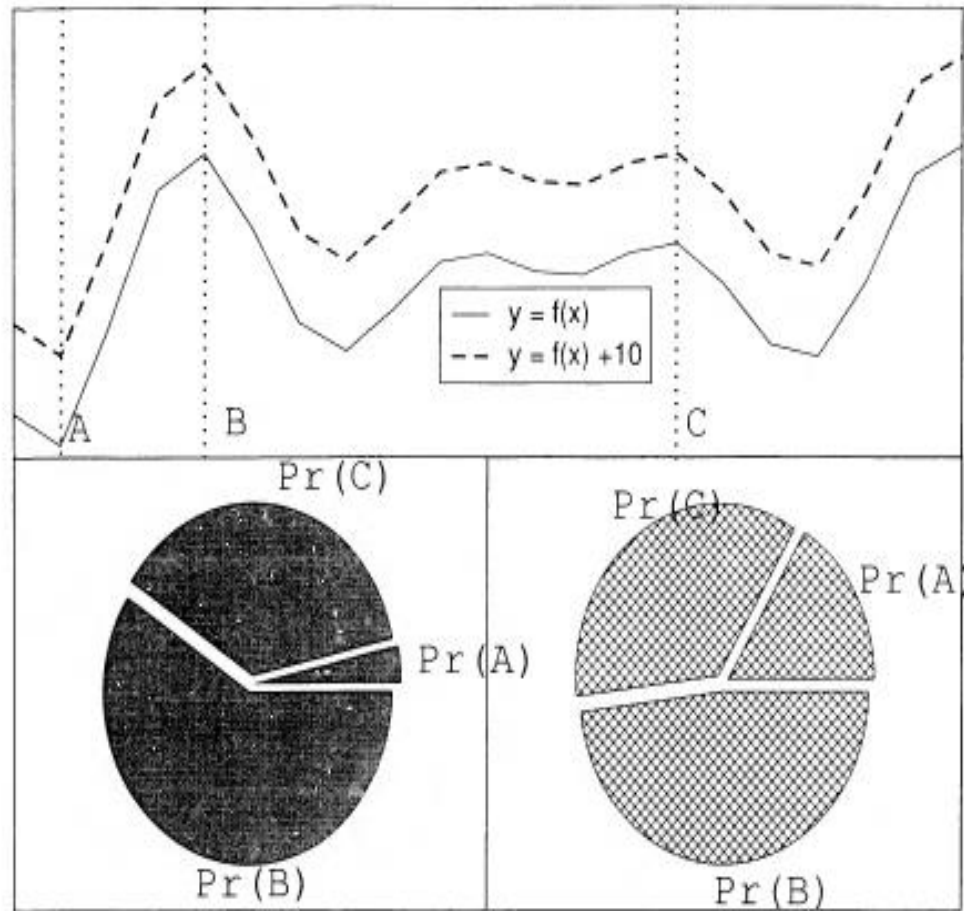 y = f(x)
y = f(x) +10
A
B
C
Pr(C)
Pr(A)
Pr(B)
Pr(C)
Pr(A)
Pr(B)